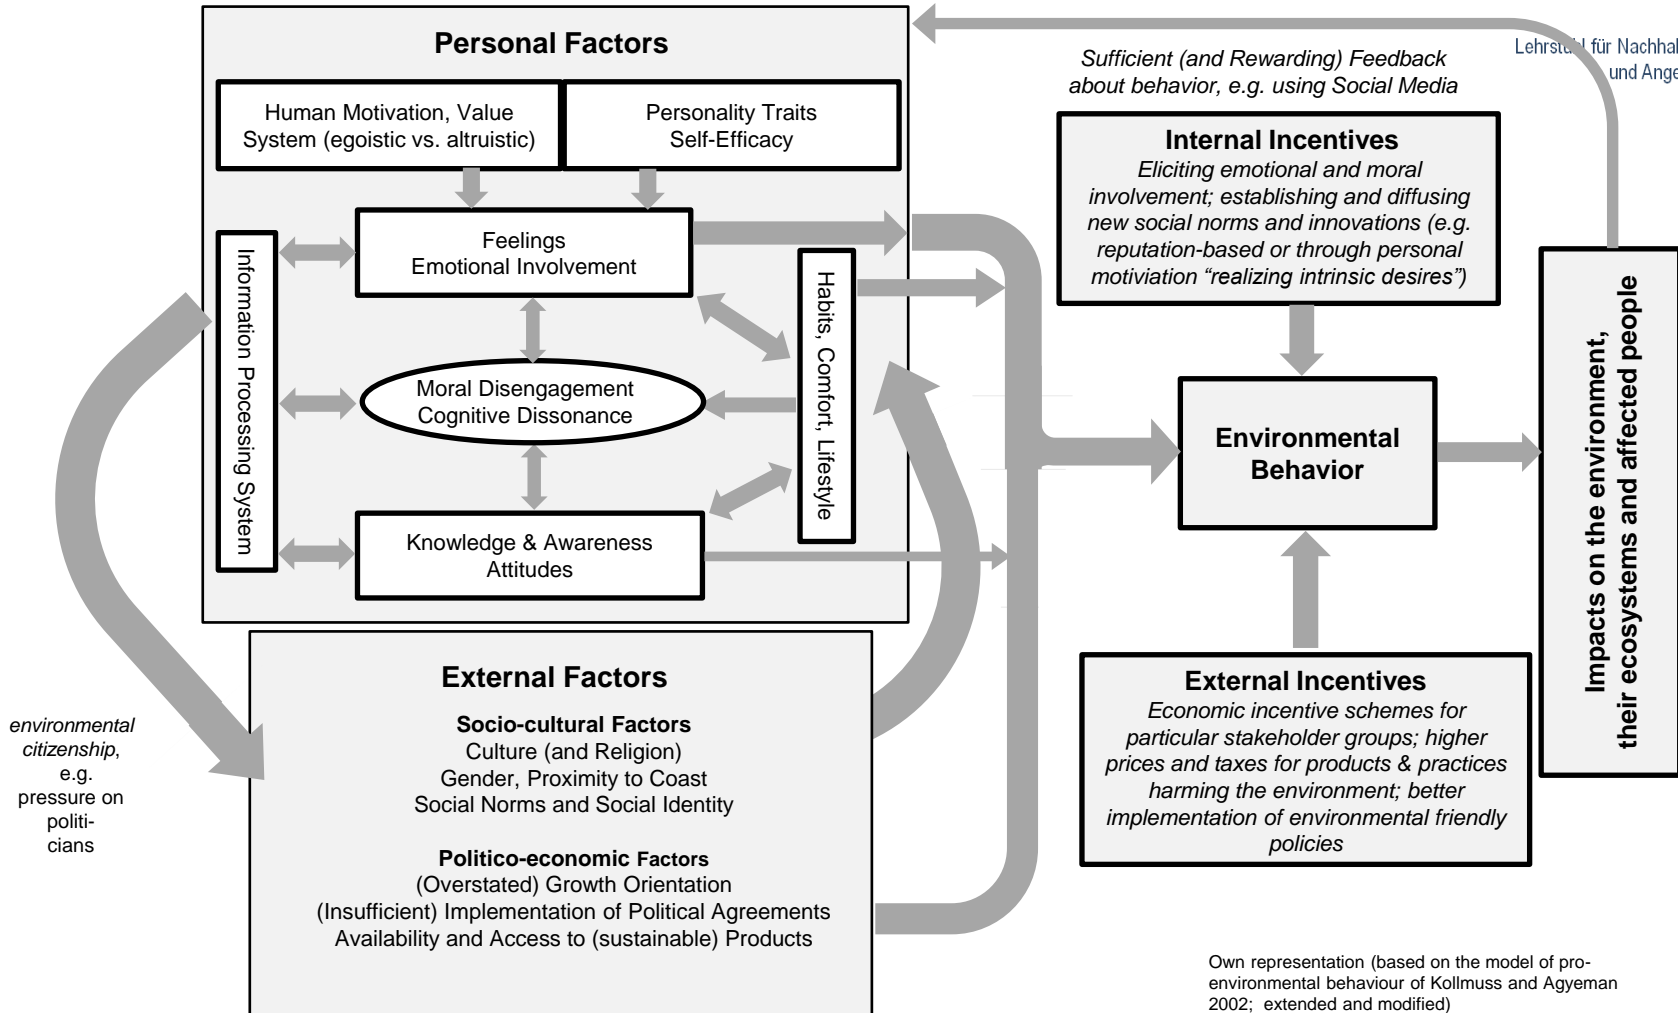 Personal Factors
Human Motivation, Value
System (egoistic vs. altruistic)
Personality Traits
Self-Efficacy
Feelings
Emotional Involvement
Information Processing System
Moral Disengagement
Cognitive Dissonance
Habits, Comfort, Lifestyle
Knowledge & Awareness
Attitudes
environmental
citizenship,
e.g.
pressure on
politi-
cians
External Factors
Socio-cultural Factors
Culture (and Religion)
Gender, Proximity to Coast
Social Norms and Social Identity
Politico-economic Factors
(Overstated) Growth Orientation
(Insufficient) Implementation of Political Agreements
Availability and Access to (sustainable) Products
Sufficient (and Rewarding) Feedback
about behavior, e.g. using Social Media
Lehrstuhl für Nachhal
und Ange
Internal Incentives
Eliciting emotional and moral
involvement; establishing and diffusing
new social norms and innovations (e.g.
reputation-based or through personal
motiviation “realizing intrinsic desires”)
Environmental
Behavior
External Incentives
Economic incentive schemes for
particular stakeholder groups; higher
prices and taxes for products & practices
harming the environment; better
implementation of environmental friendly
policies
Impacts on the environment,
their ecosystems and affected people
Own representation (based on the model of pro-
environmental behaviour of Kollmuss and Agyeman
2002; extended and modified)